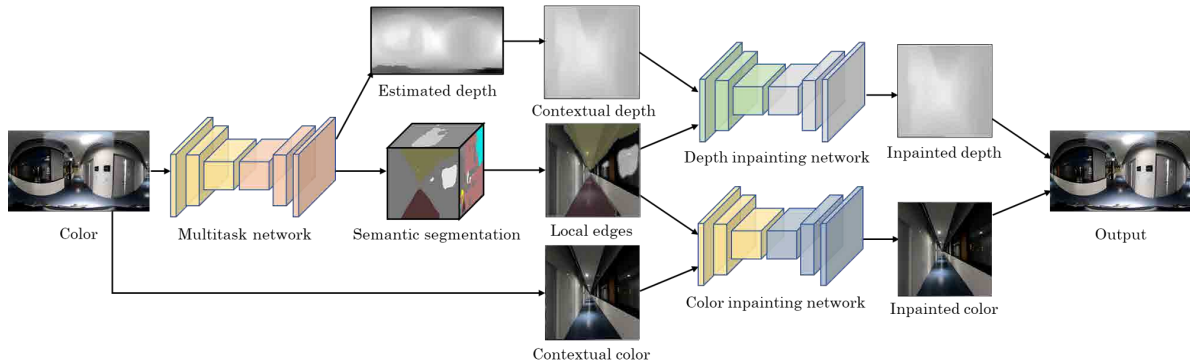 Estimated depth
Contextual depth
Depth inpainting network
Inpainted depth
Color
Multitask network
Semantic segmentation
Local edges
Output
Color inpainting network
Inpainted color
Contextual color